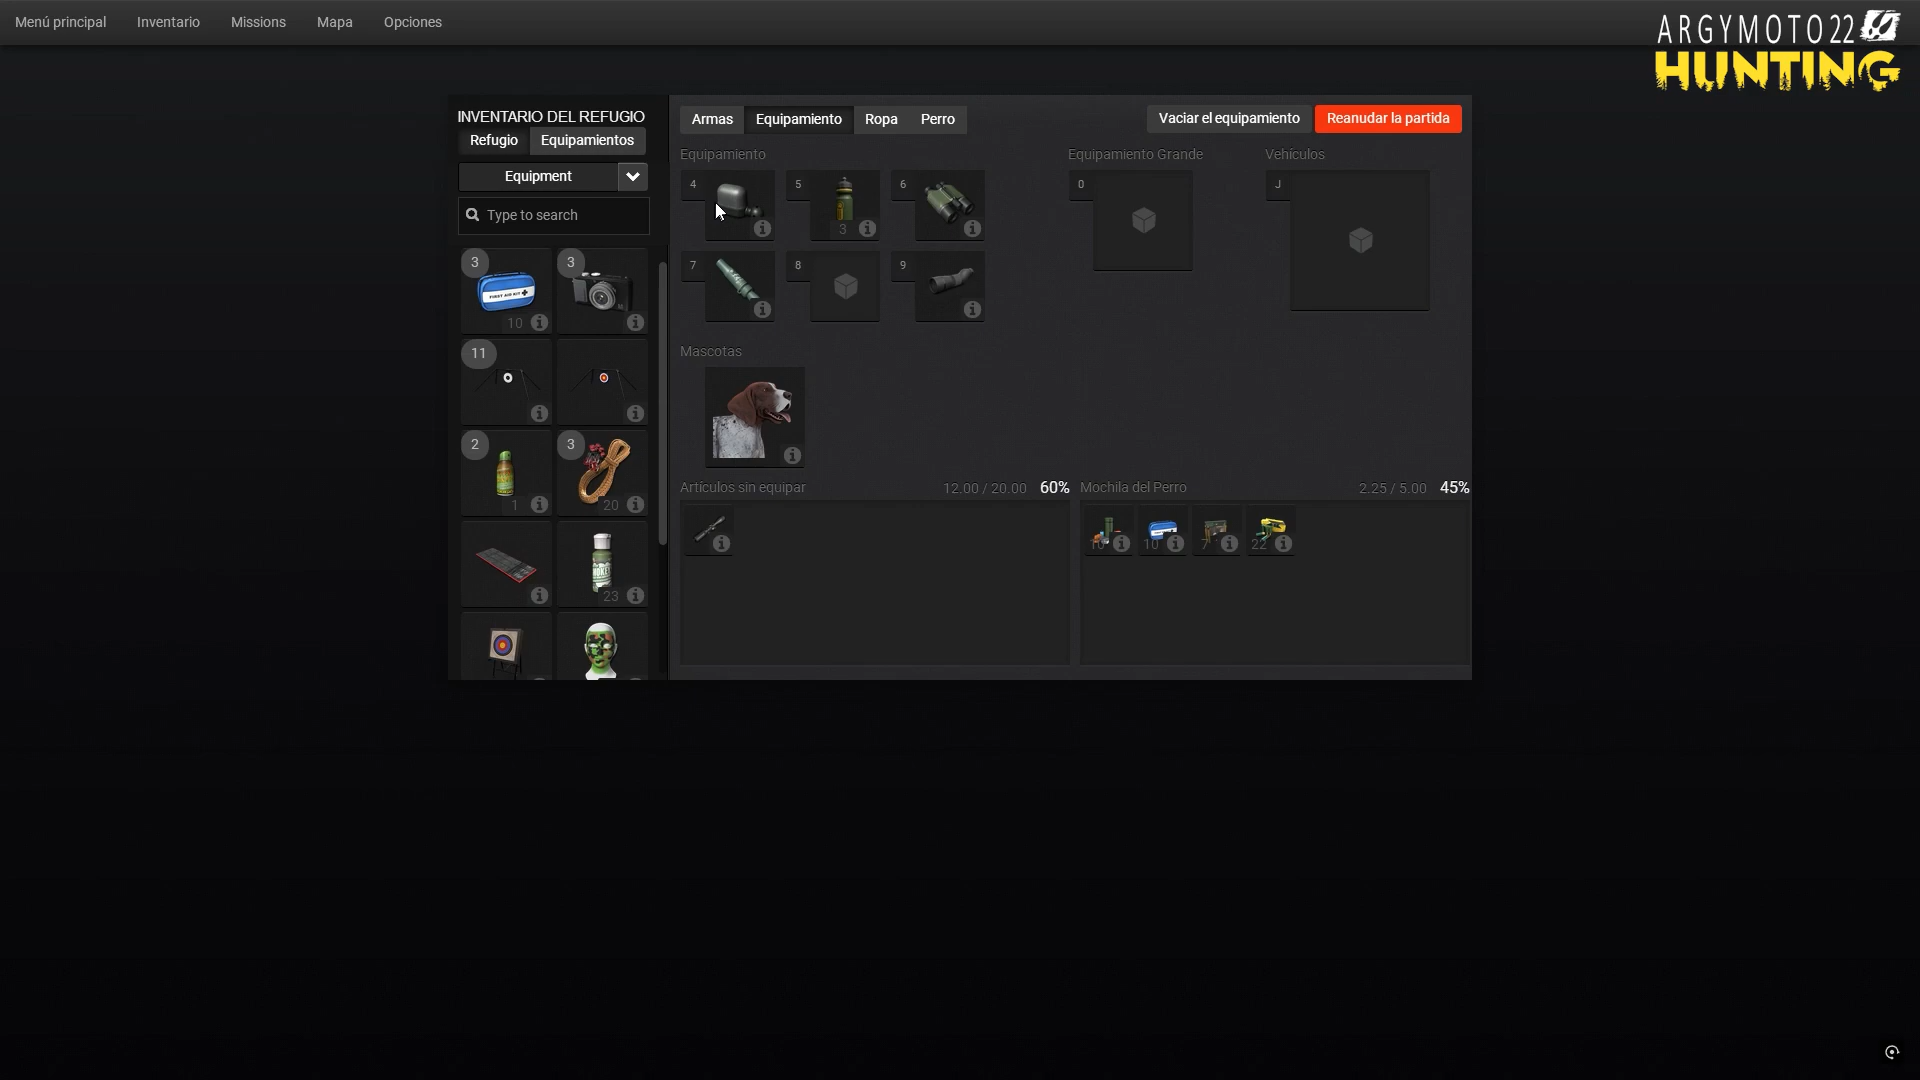 Menú principal Inventario Missions Mapa Opciones
ARGYMOTO22
HUNTING
INVENTARIO DEL REFUGIO
Refugio Equipamientos
Equipment
Type to search
3 3
FIRST AID KIT
10
11
2 3
1 20
23
Armas Equipamiento Ropa Perro
Vaciar el equipamiento Reanudar la partida
Equipamiento Equipamiento Grande Vehículos
4 5 6 0 J
3
7 8 9
Mascotas
Artículos sin equipar 12.00 / 20.00 60% Mochila del Perro 2.25 / 5.00 45%
10 10 7 22